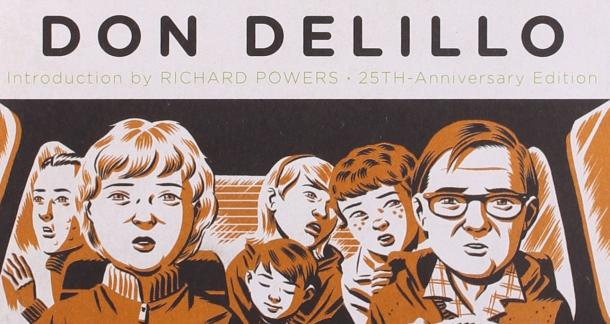 DON DELILLO
Introduction by RICHARD POWERS · 25TH-Anniversary Edition